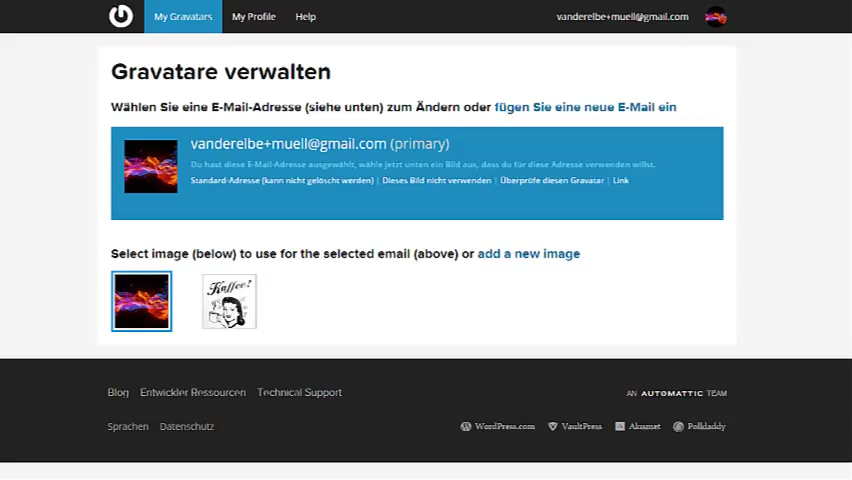 My Gravatars My Profile Help vanderelbe+muell@gmail.com
Gravatare verwalten
Wählen Sie eine E-Mail-Adresse (siehe unten) zum Ändern oder fügen Sie eine neue E-Mail ein
vanderelbe+muell@gmail.com (primary)
Du hast diese E-Mail-Adresse ausgewählt, wähle jetzt unten ein Bild aus, dass du für diese Adresse verwenden willst.
Standard-Adresse (kann nicht gelöscht werden) | Dieses Bild nicht verwenden | Überprüfe diesen Gravatar | Link
Select image (below) to use for the selected email (above) or add a new image
Kaffee!
Blog Entwickler Ressourcen Technical Support AN AUTOMATTIC TEAM
Sprachen Datenschutz WordPress.com VaultPress Akismet Polldaddy